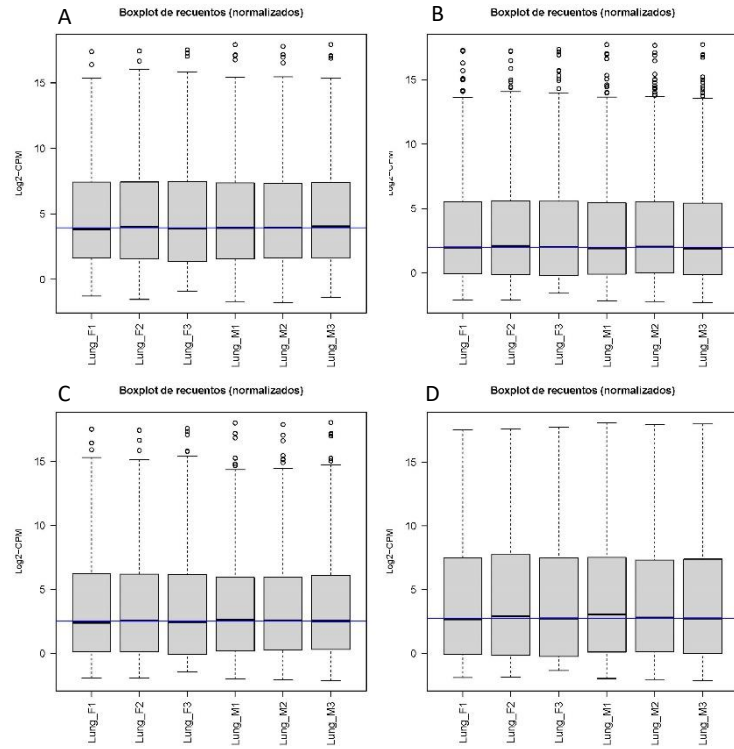 A
Boxplot de recuentos {normalizados}
Log2-CPM
15
10
5
0
Lung_F1
Lung_F2
Lung_F3
Lung_M1
Lung_M2
Lung_M3
B
Boxplot de recuentos {normalizados}
Log2-CPM
15
10
5
0
Lung_F1
Lung_F2
Lung_F3
Lung_M1
Lung_M2
Lung_M3
C
Boxplot de recuentos {normalizados}
Log2-CPM
15
10
5
0
Lung_F1
Lung_F2
Lung_F3
Lung_M1
Lung_M2
Lung_M3
D
Boxplot de recuentos {normalizados}
Log2-CPM
15
10
5
0
Lung_F1
Lung_F2
Lung_F3
Lung_M1
Lung_M2
Lung_M3